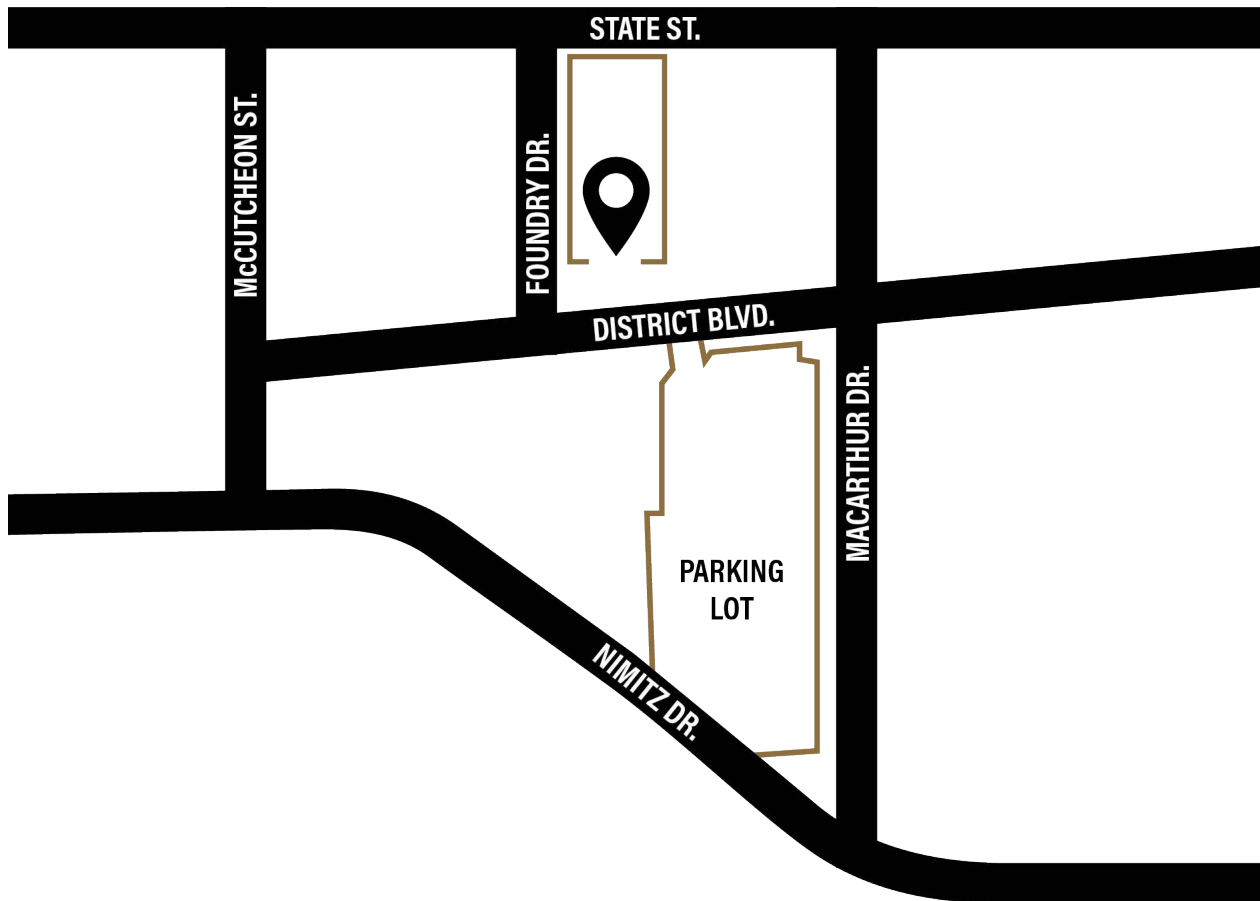 STATE ST.
McCUTCHEON ST.
FOUNDRY DR.
DISTRICT BLVD.
MACARTHUR DR.
PARKING
LOT
NIMITZ DR.